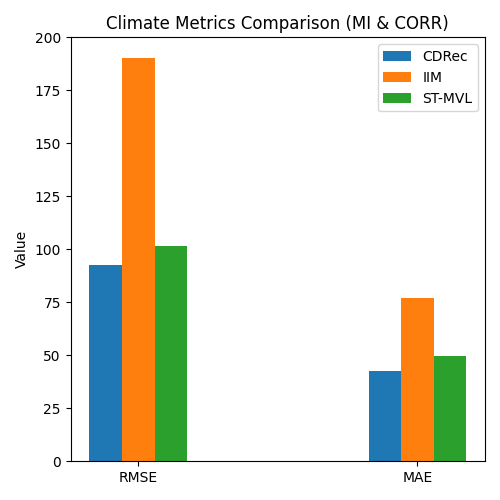 Climate Metrics Comparison (MI & CORR)
CDRec
IIM
ST-MVL
Value
200
175
150
125
100
75
50
25
0
RMSE
MAE